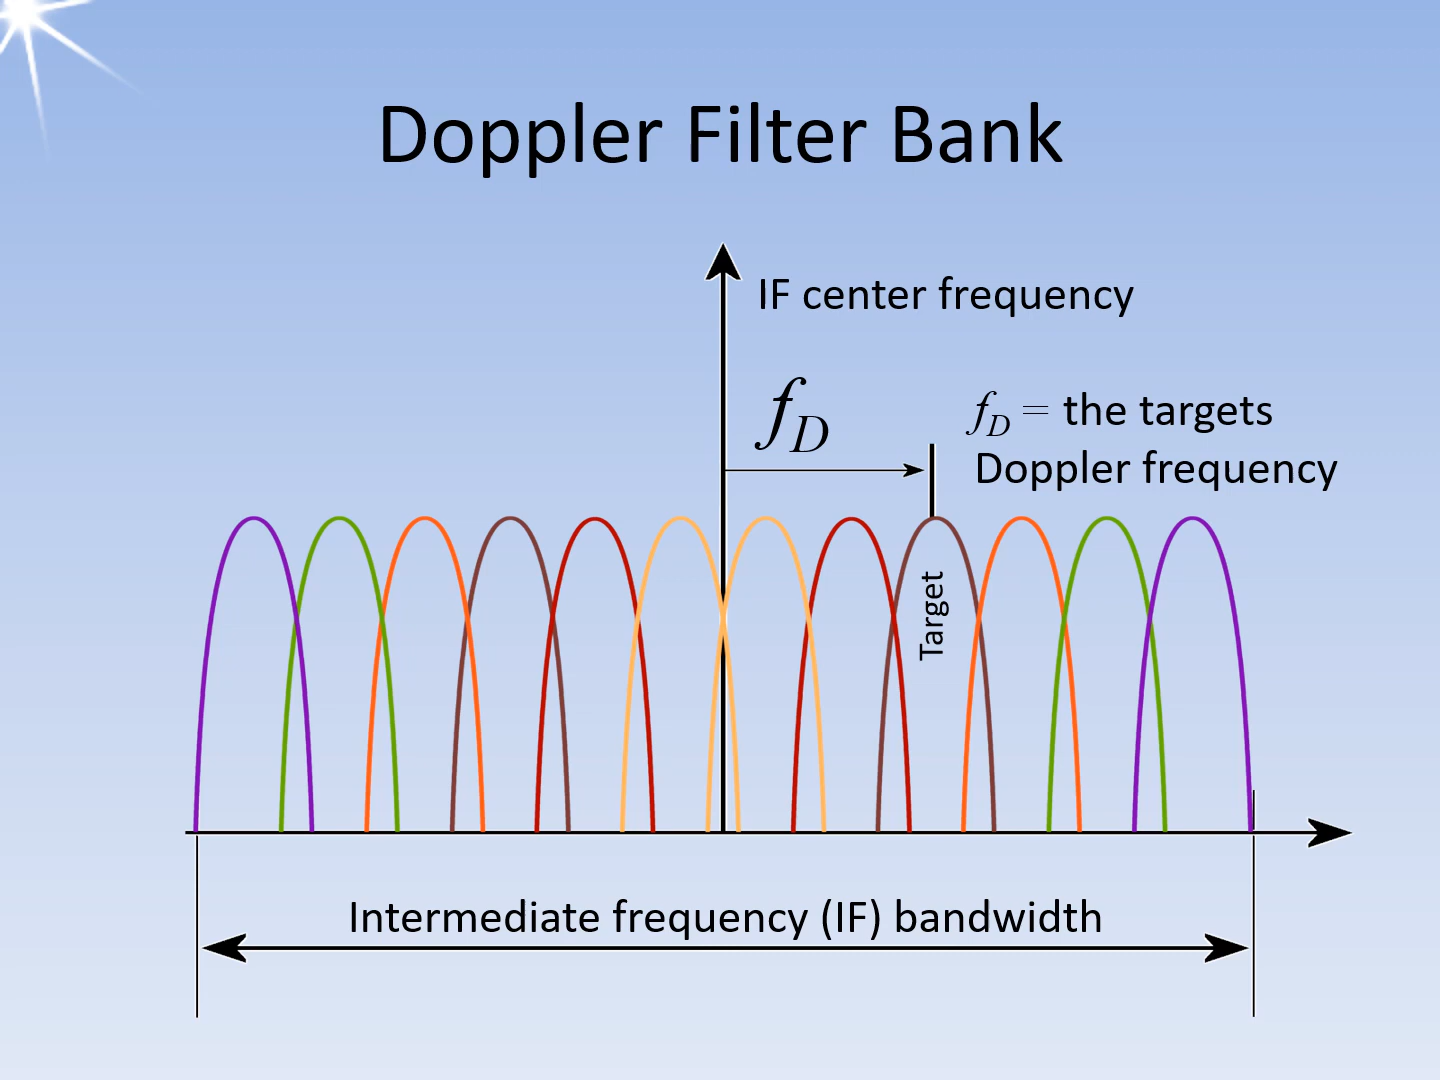 Doppler Filter Bank
IF center frequency
f_D
f_D = the targets
Doppler frequency
Target
Intermediate frequency (IF) bandwidth